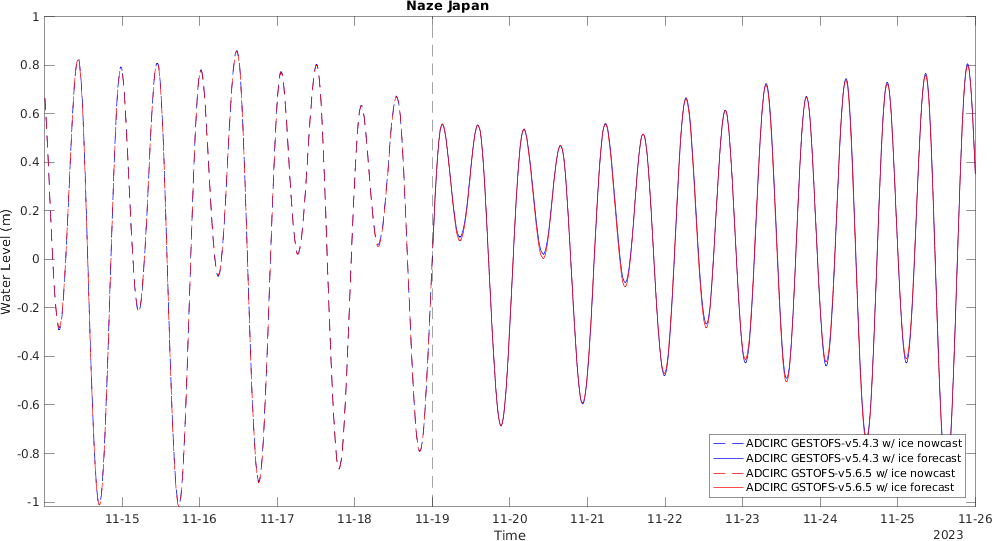 Naze Japan
Water Level (m)
1
0.8
0.6
0.4
0.2
0
-0.2
-0.4
-0.6
-0.8
-1
ADCIRC GESTOFS-v5.4.3 w/ ice nowcast
ADCIRC GESTOFS-v5.4.3 w/ ice forecast
ADCIRC GSTOFS-v5.6.5 w/ ice nowcast
ADCIRC GSTOFS-v5.6.5 w/ ice forecast
11-15 11-16 11-17 11-18 11-19 11-20 11-21 11-22 11-23 11-24 11-25 11-26
Time
2023